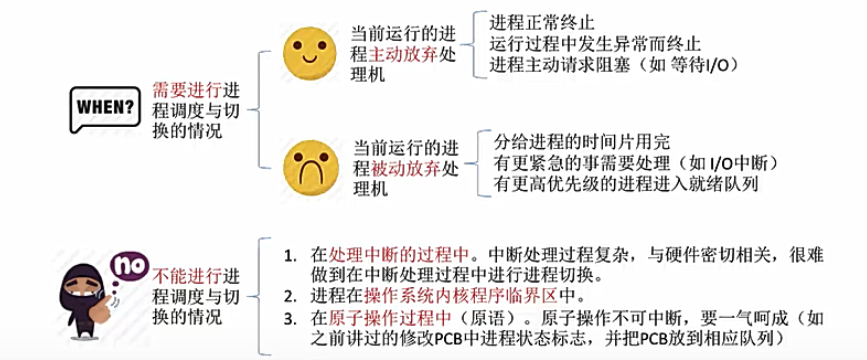 WHEN?
需要进行进
程调度与切
换的情况
当前运行的进
程主动放弃处
理机
进程正常终止
运行过程中发生异常而终止
进程主动请求阻塞（如 等待I/O）
当前运行的进
程被动放弃处
理机
分给进程的时间片用完
有更紧急的事需要处理（如 I/O中断）
有更高优先级的进程进入就绪队列
no
不能进行进
程调度与切
换的情况
1. 在处理中断的过程中。中断处理过程复杂，与硬件密切相关，很难
做到在中断处理过程中进行进程切换。
2. 进程在操作系统内核程序临界区中。
3. 在原子操作过程中（原语）。原子操作不可中断，要一气呵成（如
之前讲过的修改PCB中进程状态标志，并把PCB放到相应队列）